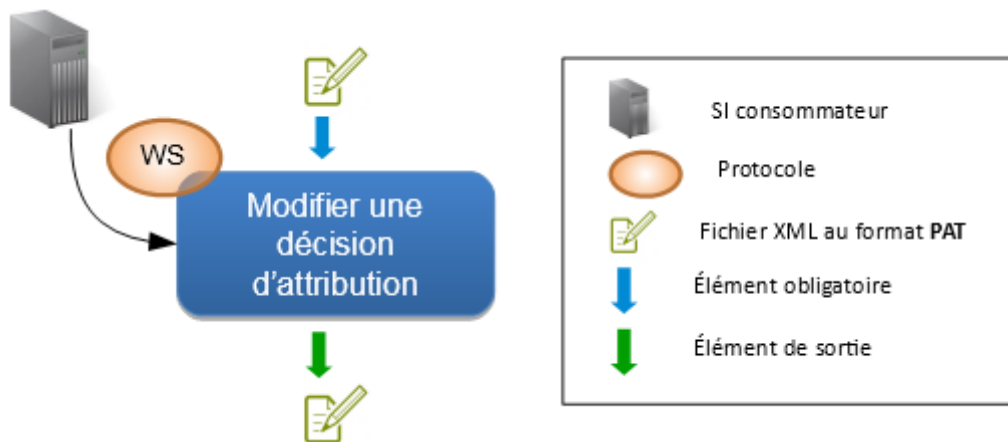 WS
Modifier une
décision
d'attribution
SI consommateur
Protocole
Fichier XML au format PAT
Élément obligatoire
Élément de sortie